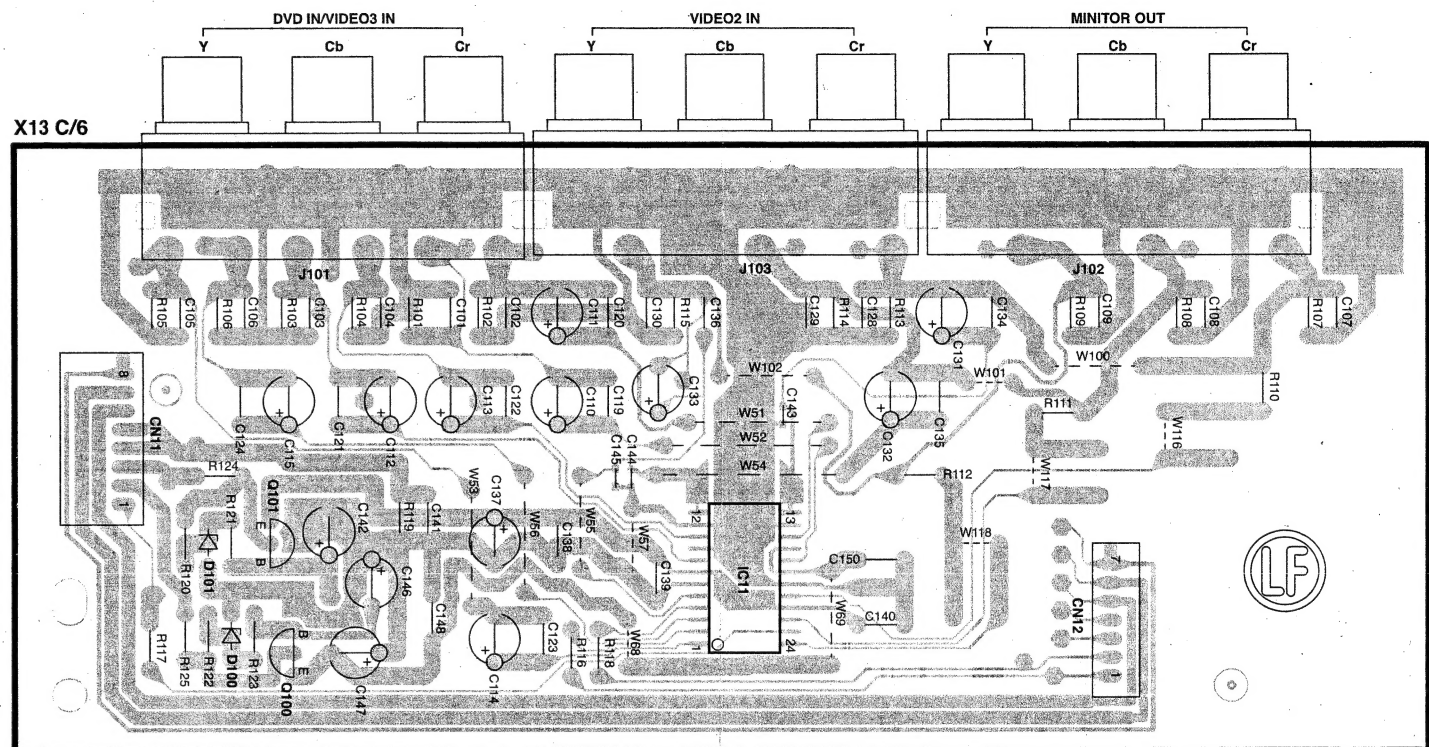 DVD IN/VIDEO3 IN VIDEO2 IN MINITOR OUT
Y Cb Cr Y Cb Cr Y Cb Cr
X13 C/6
J101 J103 J102
R105 C105 R106 C106 R103 C103 R104 C104 R101 C101 R102 C102 C111 C120 C130 R115 C136 C129 R114 C128 R113 C131 C134 R109 C109 R108 C108 R107 C107
W100
W102 W101
8 C124 C115 C121 C112 C113 C122 C110 C119 C133 W51 C143 C132 C135 R111 R110
CN11 W52 W116
R124 C145 C144 W54 R112 W117
1 Q101 E B R121 C142 R119 C141 W53 C137 W56 C138 W55 W57 12 13 W118
R120 D101 C146 C139 IC11 C150 7
C148 W69 C140 CN12 LF
R117 R125 R122 D100 R123 B E Q100 C147 C114 C123 R116 R118 W68 1 24 1